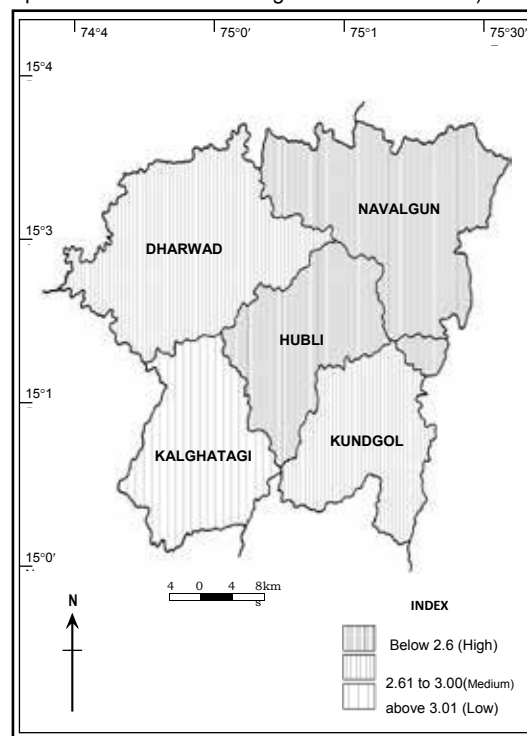 74°4
75°0'
75°1
75°30'
15°4
NAVALGUN
15°3
DHARWAD
HUBLI
15°1
KUNDGOL
KALGHATAGI
15°0'
4 0 4 8km
s
N
INDEX
Below 2.6 (High)
2.61 to 3.00(Medium)
above 3.01 (Low)